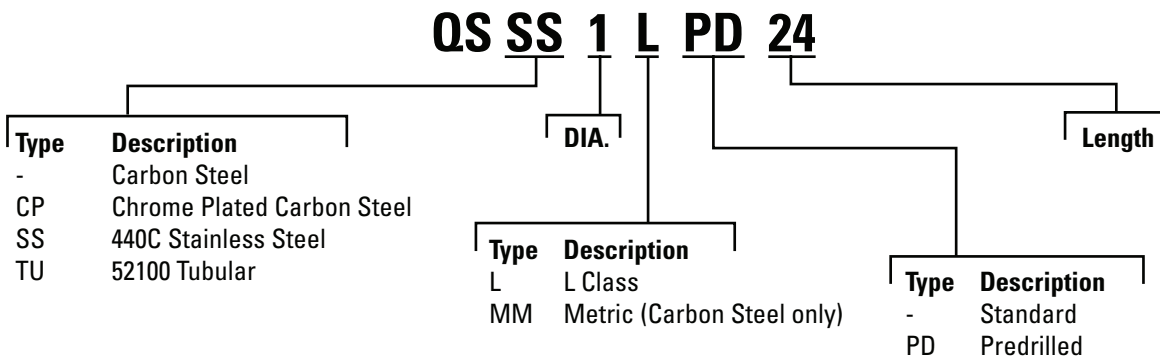 QS SS 1 L PD 24
DIA.
Length
Type Description
- Carbon Steel
CP Chrome Plated Carbon Steel
SS 440C Stainless Steel
TU 52100 Tubular
Type Description
L L Class
MM Metric (Carbon Steel only)
Type Description
- Standard
PD Predrilled